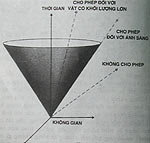 THỜI GIAN
CHO PHÉP ĐỐI VỚI
VẬT CÓ KHỐI LƯỢNG LỚN
CHO PHÉP
ĐỐI VỚI ÁNH SÁNG
KHÔNG CHO PHÉP
KHÔNG GIAN